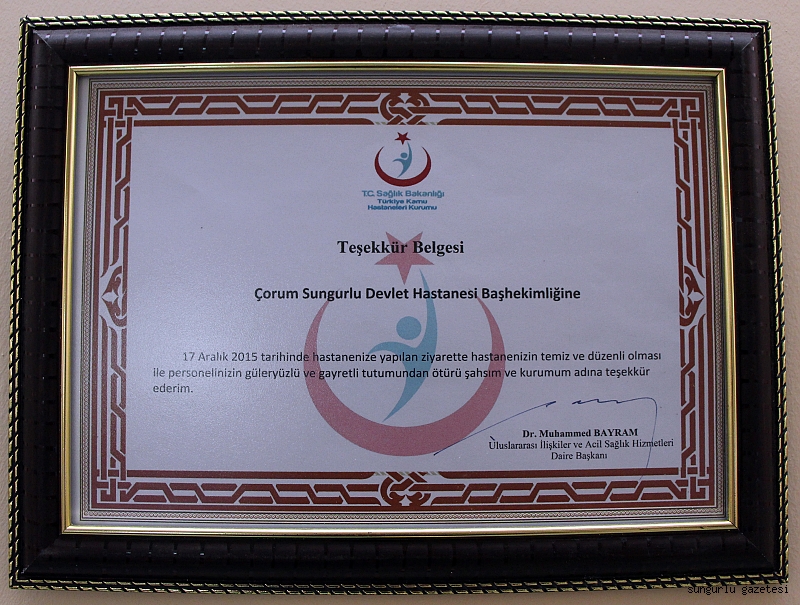 T.C. Sağlık Bakanlığı
Türkiye Kamu
Hastaneleri Kurumu
Teşekkür Belgesi
Çorum Sungurlu Devlet Hastanesi Başhekimliğine
17 Aralık 2015 tarihinde hastanenize yapılan ziyarette hastanenizin temiz ve düzenli olması
ile personelinizin güleryüzlü ve gayretli tutumundan ötürü şahsım ve kurumum adına teşekkür
ederim.
Dr. Muhammed BAYRAM
Uluslararası İlişkiler ve Acil Sağlık Hizmetleri
Daire Başkanı
sungurlu gazetesi